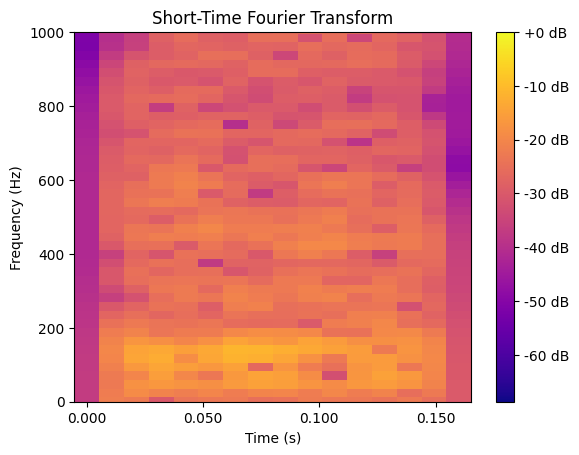 Short-Time Fourier Transform
1000
800
600
400
200
0
Frequency (Hz)
0.000
0.050
0.100
0.150
Time (s)
+0 dB
-10 dB
-20 dB
-30 dB
-40 dB
-50 dB
-60 dB